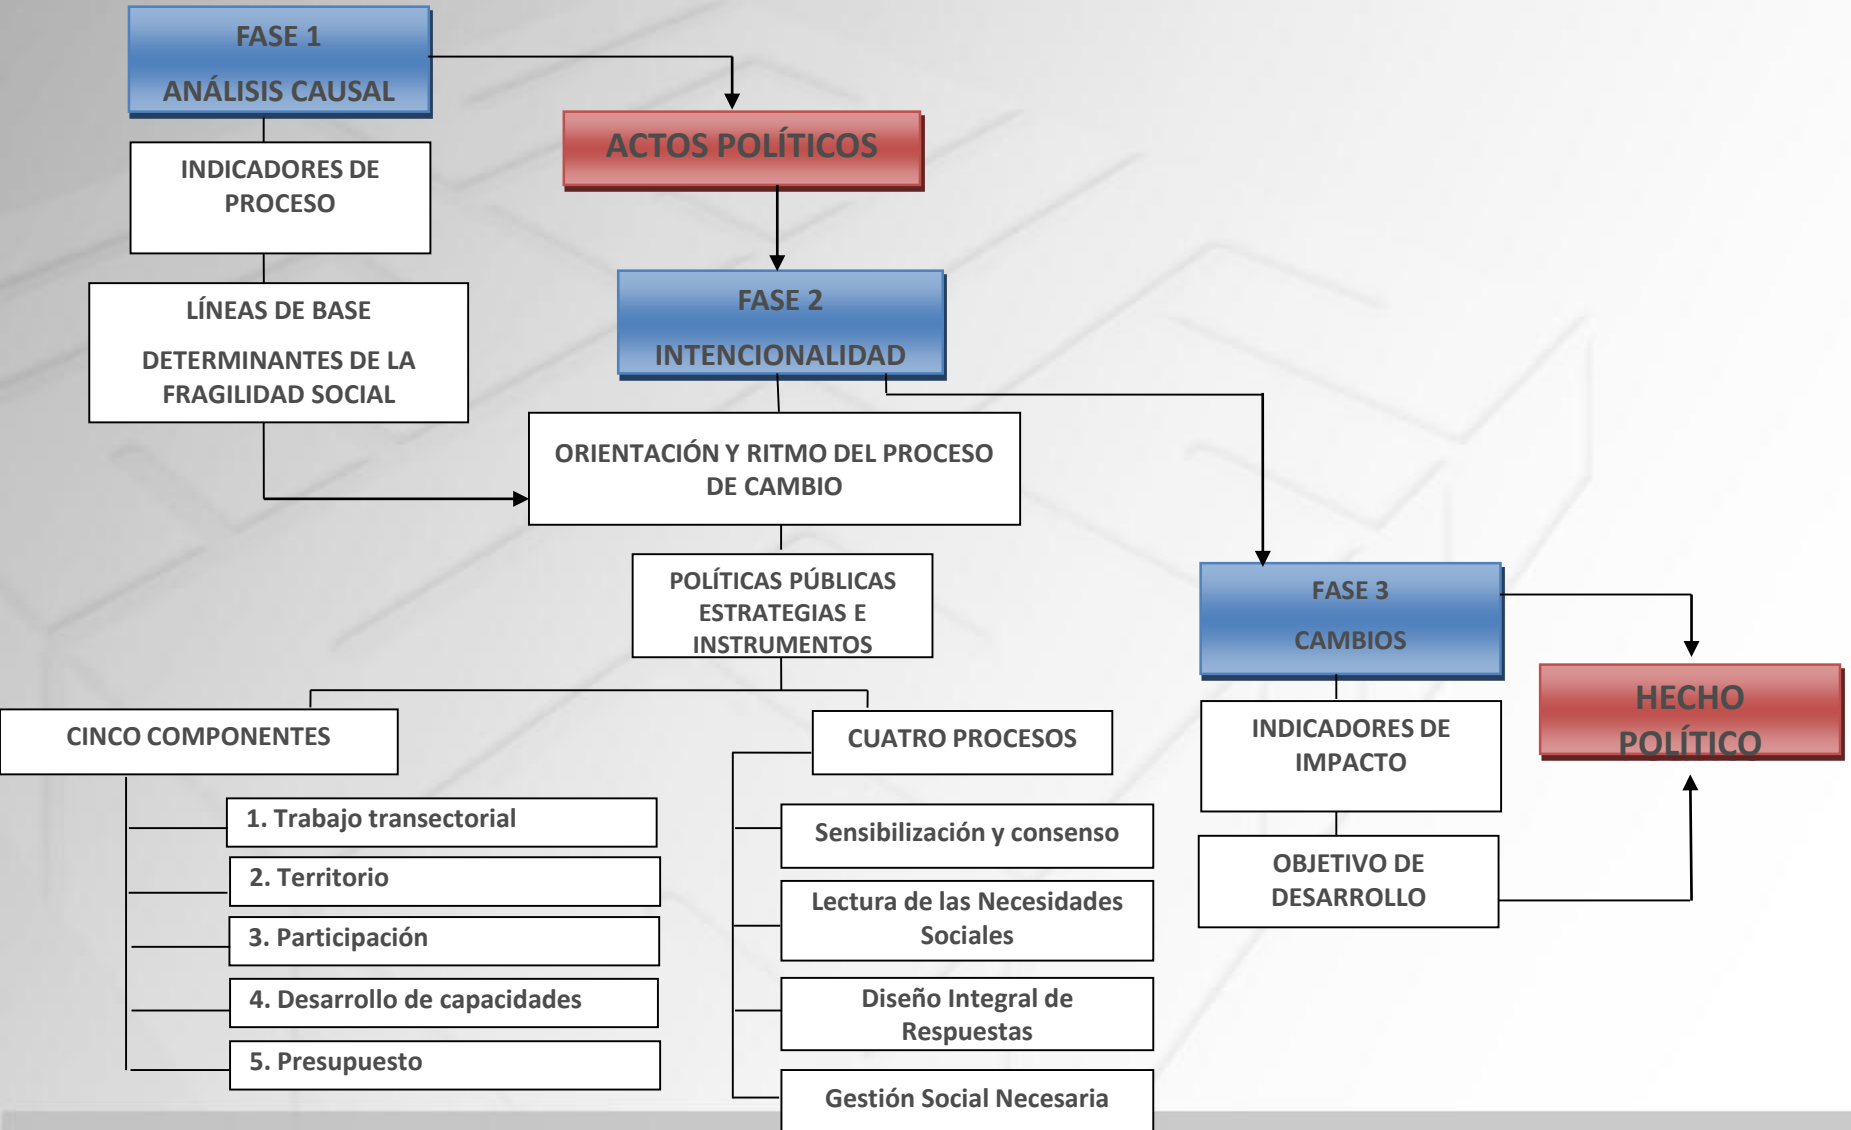 FASE 1
ANÁLISIS CAUSAL
INDICADORES DE
PROCESO
LÍNEAS DE BASE
DETERMINANTES DE LA
FRAGILIDAD SOCIAL
ACTOS POLÍTICOS
FASE 2
INTENCIONALIDAD
ORIENTACIÓN Y RITMO DEL PROCESO
DE CAMBIO
POLÍTICAS PÚBLICAS
ESTRATEGIAS E
INSTRUMENTOS
CINCO COMPONENTES
1. Trabajo transectorial
2. Territorio
3. Participación
4. Desarrollo de capacidades
5. Presupuesto
CUATRO PROCESOS
Sensibilización y consenso
Lectura de las Necesidades
Sociales
Diseño Integral de
Respuestas
Gestión Social Necesaria
FASE 3
CAMBIOS
INDICADORES DE
IMPACTO
OBJETIVO DE
DESARROLLO
HECHO
POLÍTICO